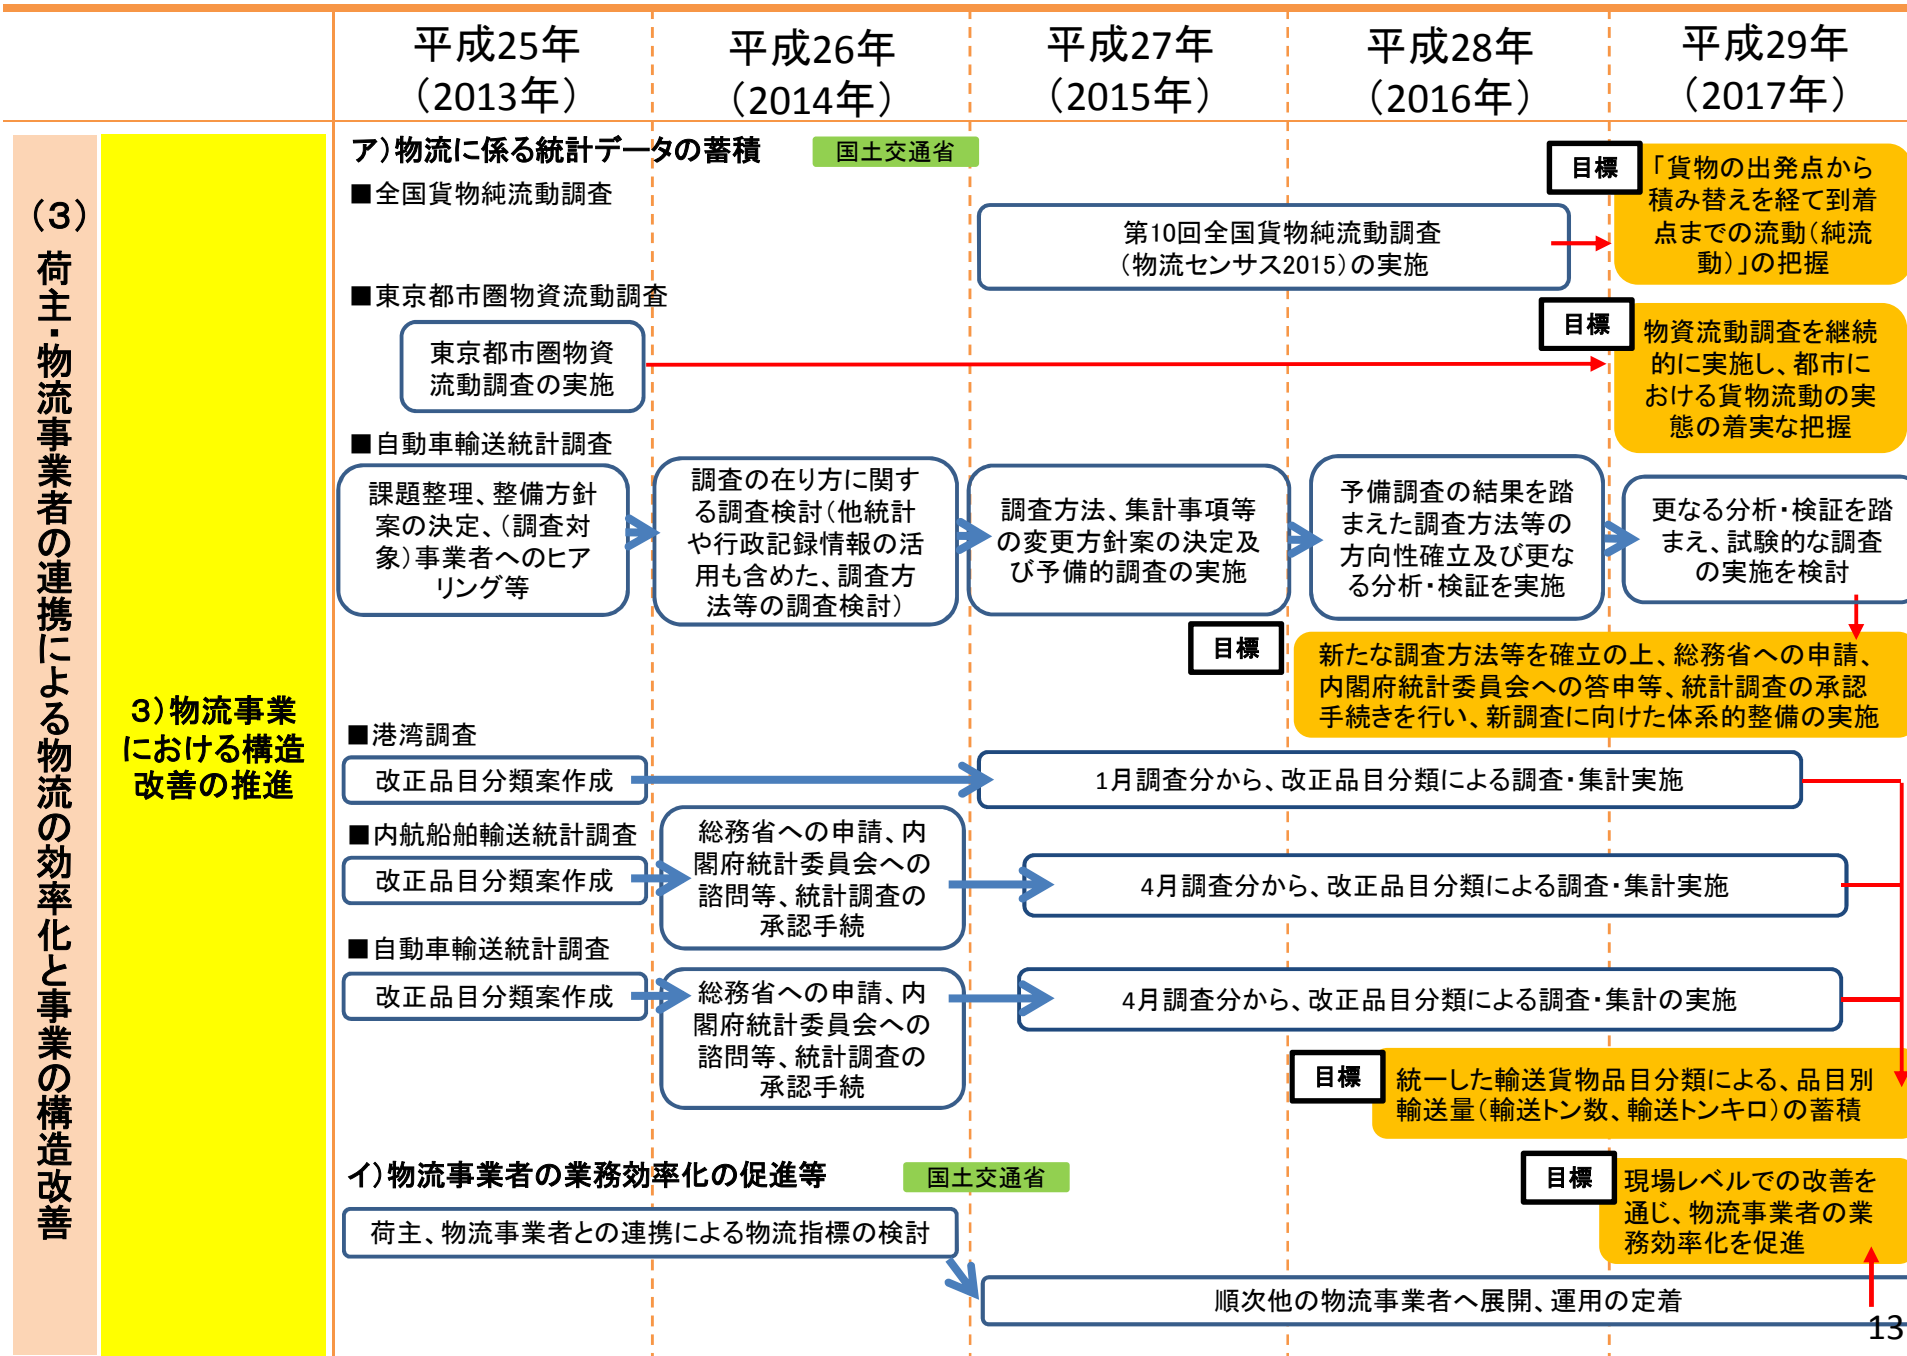 平成25年
（2013年）
平成26年
（2014年）
平成27年
（2015年）
平成28年
（2016年）
平成29年
（2017年）
（3）荷主・物流事業者の連携による物流の効率化と事業の構造改善
3）物流事業
における構造
改善の推進
ア）物流に係る統計データの蓄積
国土交通省
■全国貨物純流動調査
第10回全国貨物純流動調査
（物流センサス2015）の実施
目標
「貨物の出発点から
積み替えを経て到着
点までの流動（純流
動）」の把握
■東京都市圏物資流動調査
東京都市圏物資
流動調査の実施
目標
物資流動調査を継続
的に実施し、都市に
おける貨物流動の実
態の着実な把握
■自動車輸送統計調査
課題整理、整備方針
案の決定、（調査対
象）事業者へのヒア
リング等
調査の在り方に関す
る調査検討（他統計
や行政記録情報の活
用も含めた、調査方
法等の調査検討）
調査方法、集計事項等
の変更方針案の決定及
び予備的調査の実施
予備調査の結果を踏
まえた調査方法等の
方向性確立及び更な
る分析・検証を実施
更なる分析・検証を踏
まえ、試験的な調査
の実施を検討
目標
新たな調査方法等を確立の上、総務省への申請、
内閣府統計委員会への答申等、統計調査の承認
手続きを行い、新調査に向けた体系的整備の実施
■港湾調査
改正品目分類案作成
1月調査分から、改正品目分類による調査・集計実施
■内航船舶輸送統計調査
改正品目分類案作成
総務省への申請、内
閣府統計委員会への
諮問等、統計調査の
承認手続
4月調査分から、改正品目分類による調査・集計実施
■自動車輸送統計調査
改正品目分類案作成
総務省への申請、内
閣府統計委員会への
諮問等、統計調査の
承認手続
4月調査分から、改正品目分類による調査・集計の実施
目標
統一した輸送貨物品目分類による、品目別
輸送量（輸送トン数、輸送トンキロ）の蓄積
イ）物流事業者の業務効率化の促進等
国土交通省
荷主、物流事業者との連携による物流指標の検討
目標
現場レベルでの改善を
通じ、物流事業者の業
務効率化を促進
順次他の物流事業者へ展開、運用の定着
13